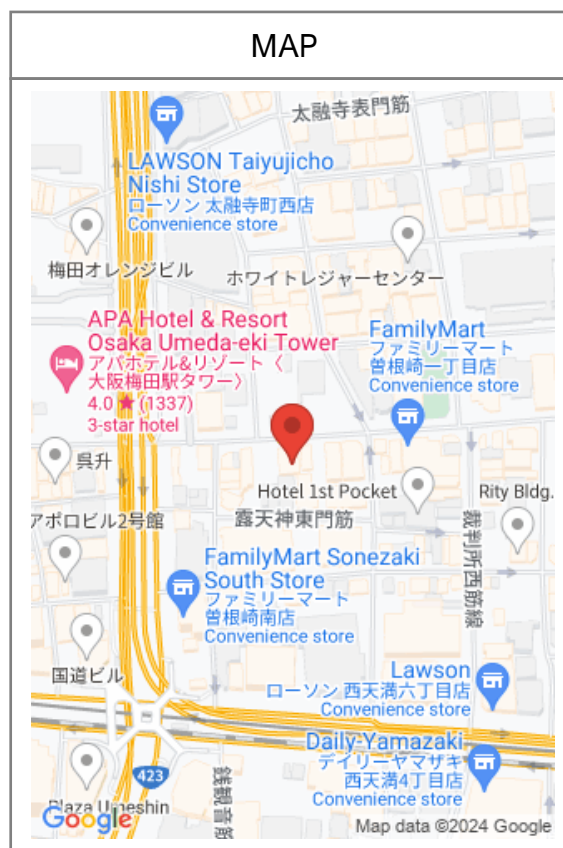 MAP
太融寺表門筋
LAWSON Taiyujicho
Nishi Store
ローソン 太融寺町西店
Convenience store
梅田オレンジビル
ホワイトレジャーセンター
APA Hotel & Resort
Osaka Umeda-eki Tower
アパホテル&リゾート〈
大阪梅田駅タワー〉
4.0 ★ (1337)
3-star hotel
FamilyMart
ファミリーマート
曽根崎一丁目店
Convenience store
呉升
Hotel 1st Pocket
Rity Bldg.
アポロビル2号館
露天神東門筋
裁判所西筋線
FamilyMart Sonezaki
South Store
ファミリーマート
曽根崎南店
Convenience store
国道ビル
Lawson
ローソン 西天満六丁目店
Convenience store
Daily-Yamazaki
デイリーヤマザキ
西天満4丁目店
Convenience store
423
銭観音筋
Plaza Umeshin
Google
Map data ©2024 Google